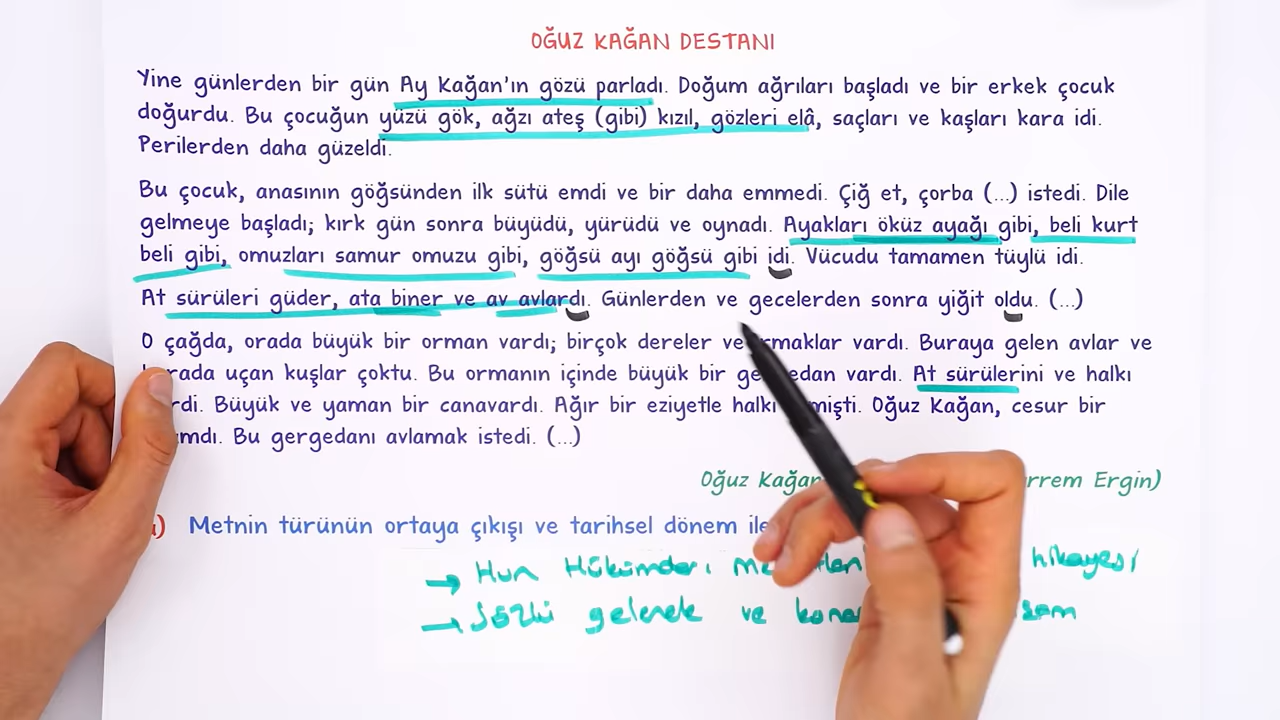 OĞUZ KAĞAN DESTANI
Yine günlerden bir gün Ay Kağan'ın gözü parladı. Doğum ağrıları başladı ve bir erkek çocuk
doğurdu. Bu çocuğun yüzü gök, ağzı ateş (gibi) kızıl, gözleri elâ, saçları ve kaşları kara idi.
Perilerden daha güzeldi.
Bu çocuk, anasının göğsünden ilk sütü emdi ve bir daha emmedi. Çiğ et, çorba (...) istedi. Dile
gelmeye başladı; kırk gün sonra büyüdü, yürüdü ve oynadı. Ayakları öküz ayağı gibi, beli kurt
beli gibi, omuzları samur omuzu gibi, göğsü ayı göğsü gibi idi. Vücudu tamamen tüylü idi.
At sürüleri güder, ata biner ve av avlardı. Günlerden ve gecelerden sonra yiğit oldu. (...)
O çağda, orada büyük bir orman vardı; birçok dereler ve ırmaklar vardı. Buraya gelen avlar ve
burada uçan kuşlar çoktu. Bu ormanın içinde büyük bir gergedan vardı. At sürülerini ve halkı
Büyük ve yaman bir canavardı. Ağır bir eziyetle halkı Oğuz Kağan, cesur bir
Bu gergedanı avlamak istedi. (...)
Oğuz Kağan Ergin)
Metnin türünün ortaya çıkışı ve tarihsel dönem
→ Hun Hükümdarı hikayesi
→ Sözlü gelenek ve